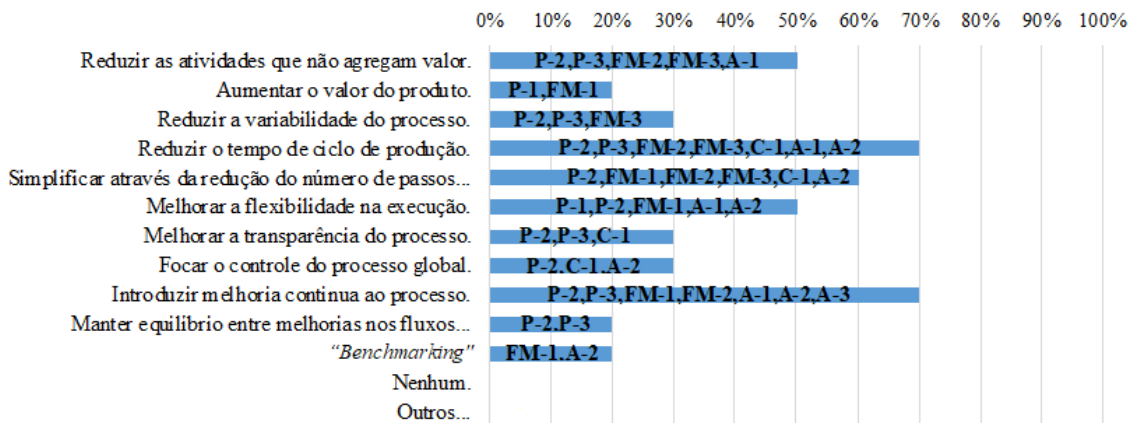 0% 10% 20% 30% 40% 50% 60% 70% 80% 90% 100%
Reduzir as atividades que não agregam valor. P-2,P-3,FM-2,FM-3,A-1
Aumentar o valor do produto. P-1,FM-1
Reduzir a variabilidade do processo. P-2,P-3,FM-3
Reduzir o tempo de ciclo de produção. P-2,P-3,FM-2,FM-3,C-1,A-1,A-2
Simplificar através da redução do número de passos... P-2,FM-1,FM-2,FM-3,C-1,A-2
Melhorar a flexibilidade na execução. P-1,P-2,FM-1,A-1,A-2
Melhorar a transparência do processo. P-2,P-3,C-1
Focar o controle do processo global. P-2,C-1,A-2
Introduzir melhoria contínua ao processo. P-2,P-3,FM-1,FM-2,A-1,A-2,A-3
Manter equilíbrio entre melhorias nos fluxos... P-2,P-3
“Benchmarking” FM-1,A-2
Nenhum.
Outros...